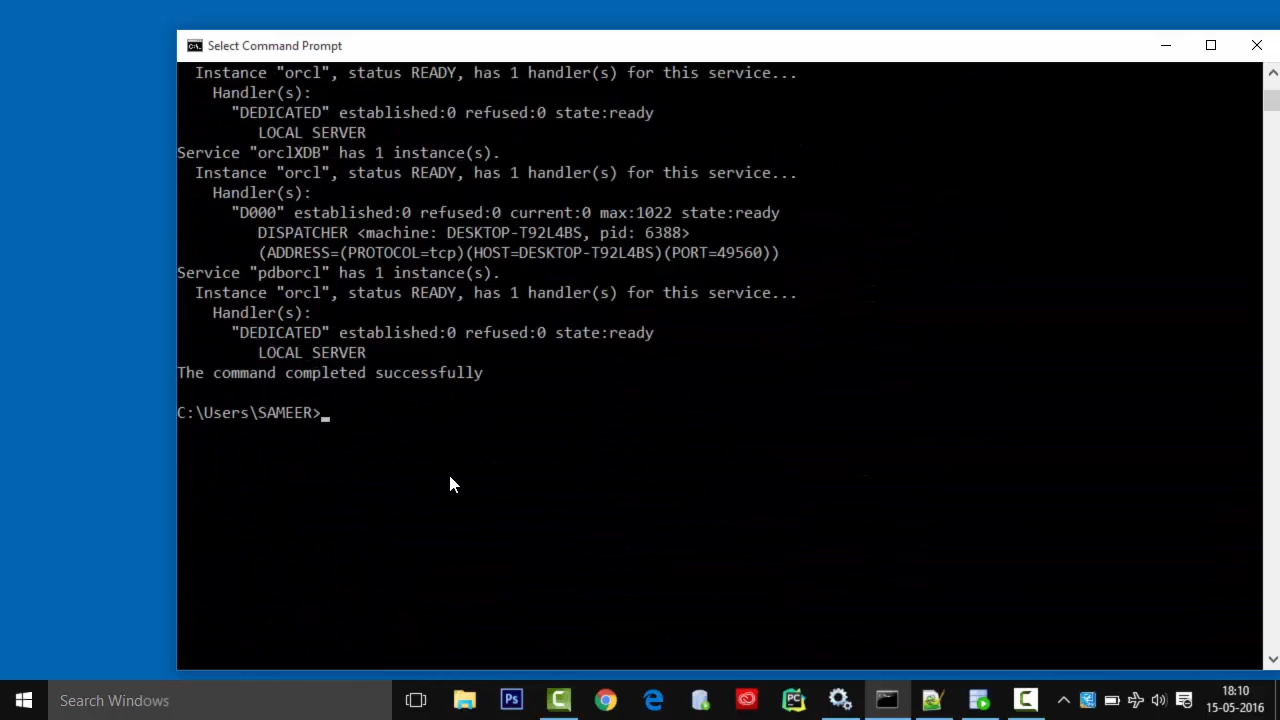 Select Command Prompt
Instance "orcl", status READY, has 1 handler(s) for this service...
Handler(s):
"DEDICATED" established:0 refused:0 state:ready
LOCAL SERVER
Service "orclXDB" has 1 instance(s).
Instance "orcl", status READY, has 1 handler(s) for this service...
Handler(s):
"D000" established:0 refused:0 current:0 max:1022 state:ready
DISPATCHER <machine: DESKTOP-T92L4BS, pid: 6388>
(ADDRESS=(PROTOCOL=tcp)(HOST=DESKTOP-T92L4BS)(PORT=49560))
Service "pdborcl" has 1 instance(s).
Instance "orcl", status READY, has 1 handler(s) for this service...
Handler(s):
"DEDICATED" established:0 refused:0 state:ready
LOCAL SERVER
The command completed successfully
C:\Users\SAMEER>_
Search Windows
Ps
PC
18:10
15-05-2016